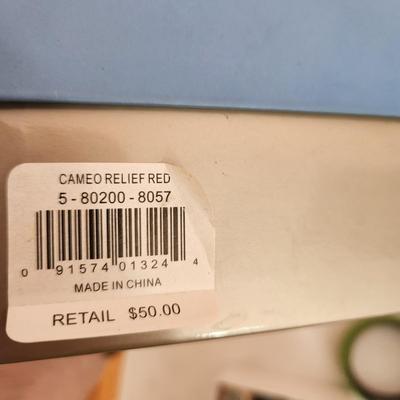 CAMEO RELIEF RED
5-80200-8057
0 91574 01324 4
MADE IN CHINA
RETAIL $50.00